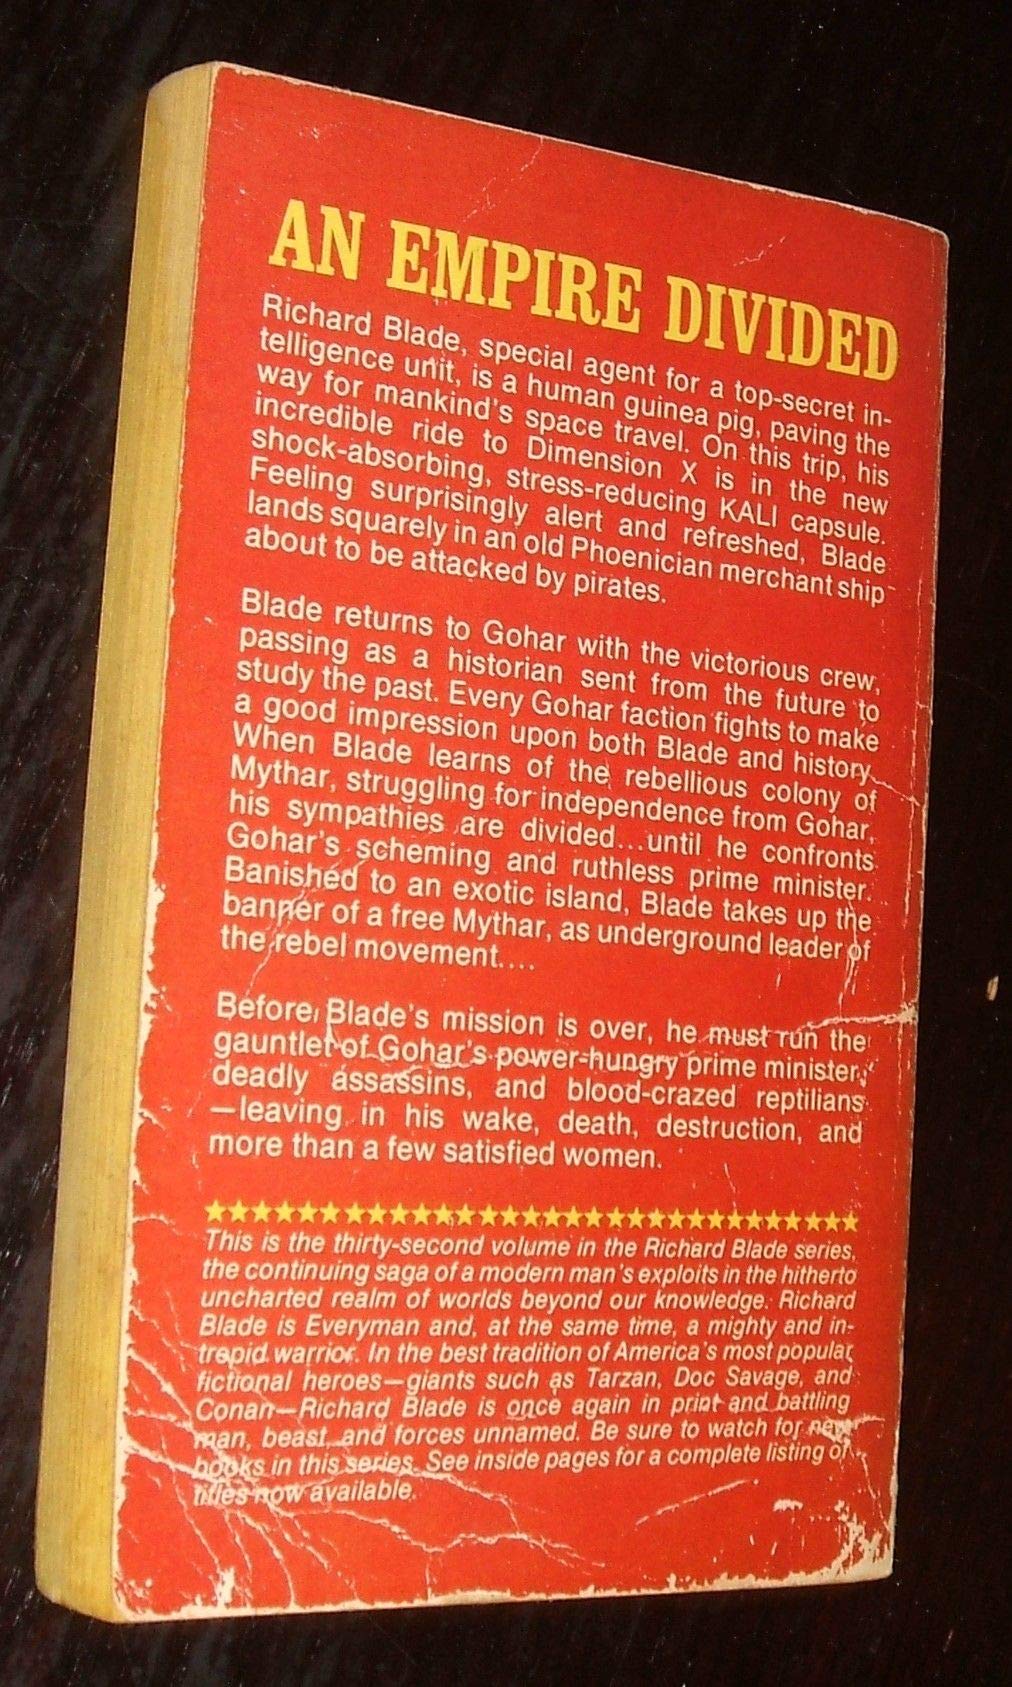 AN EMPIRE DIVIDED
Richard Blade, special agent for a top-secret in-
telligence unit, is a human guinea pig, paving the
way for mankind's space travel. On this trip, his
incredible ride to Dimension X is in the new
shock-absorbing, stress-reducing KALI capsule.
Feeling surprisingly alert and refreshed, Blade
lands squarely in an old Phoenician merchant ship
about to be attacked by pirates.
Blade returns to Gohar with the victorious crew,
passing as a historian sent from the future to
study the past. Every Gohar faction fights to make
a good impression upon both Blade and history.
When Blade learns of the rebellious colony of
Mythar, struggling for independence from Gohar,
his sympathies are divided...until he confronts
Gohar's scheming and ruthless prime minister.
Banished to an exotic island, Blade takes up the
banner of a free Mythar, as underground leader of
the rebel movement....
Before Blade's mission is over, he must run the
gauntlet of Gohar's power-hungry prime minister,
deadly assassins, and blood-crazed reptilians
—leaving in his wake, death, destruction, and
more than a few satisfied women.
This is the thirty-second volume in the Richard Blade series,
the continuing saga of a modern man's exploits in the hitherto
uncharted realm of worlds beyond our knowledge. Richard
Blade is Everyman and, at the same time, a mighty and in-
trepid warrior. In the best tradition of America's most popular
fictional heroes—giants such as Tarzan, Doc Savage, and
Conan—Richard Blade is once again in print and battling
man, beast and forces unnamed. Be sure to watch for new
books in this series. See inside pages for a complete listing of
titles now available.